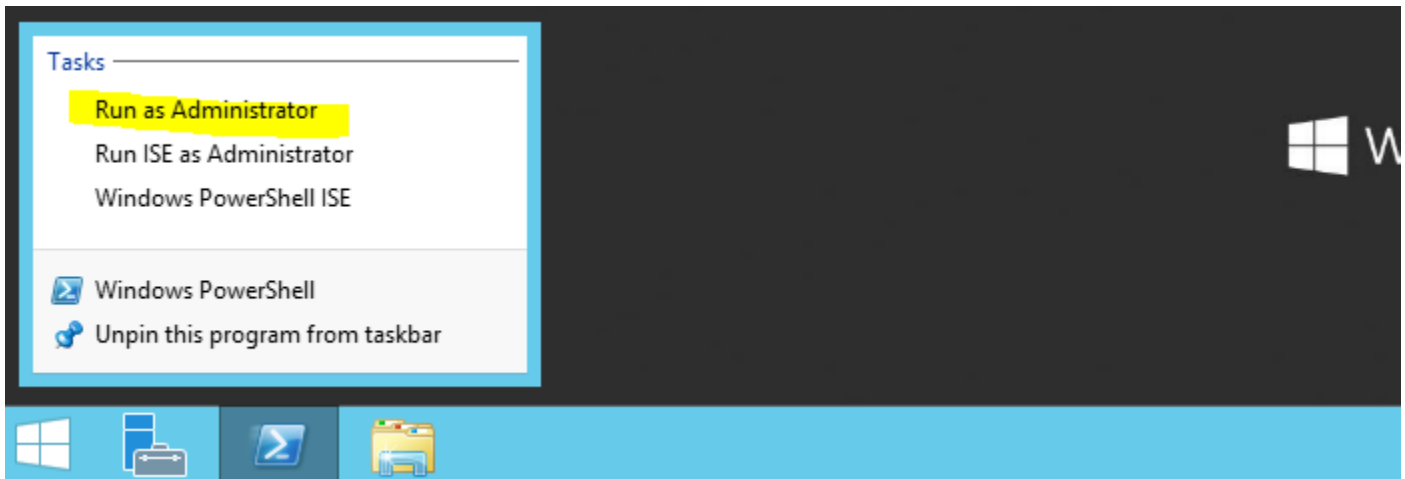 Tasks
Run as Administrator
Run ISE as Administrator
Windows PowerShell ISE
Windows PowerShell
Unpin this program from taskbar
W